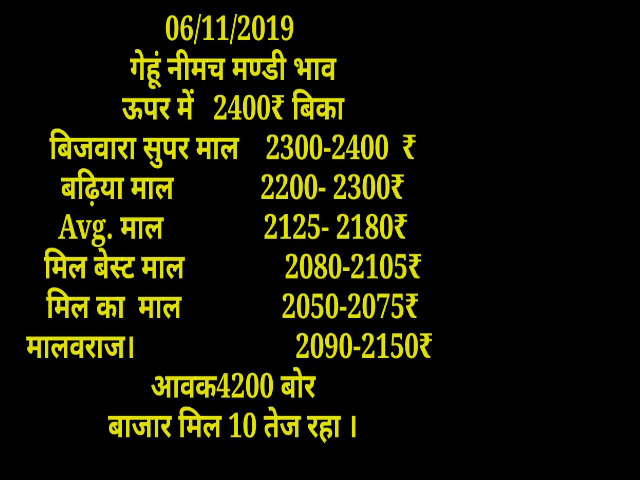 06/11/2019
गेहूं नीमच मण्डी भाव
ऊपर में 2400₹ बिका
बिजवारा सुपर माल 2300-2400 ₹
बढ़िया माल 2200- 2300₹
Avg. माल 2125- 2180₹
मिल बेस्ट माल 2080-2105₹
मिल का माल 2050-2075₹
मालवराज। 2090-2150₹
आवक4200 बोर
बाजार मिल 10 तेज रहा ।